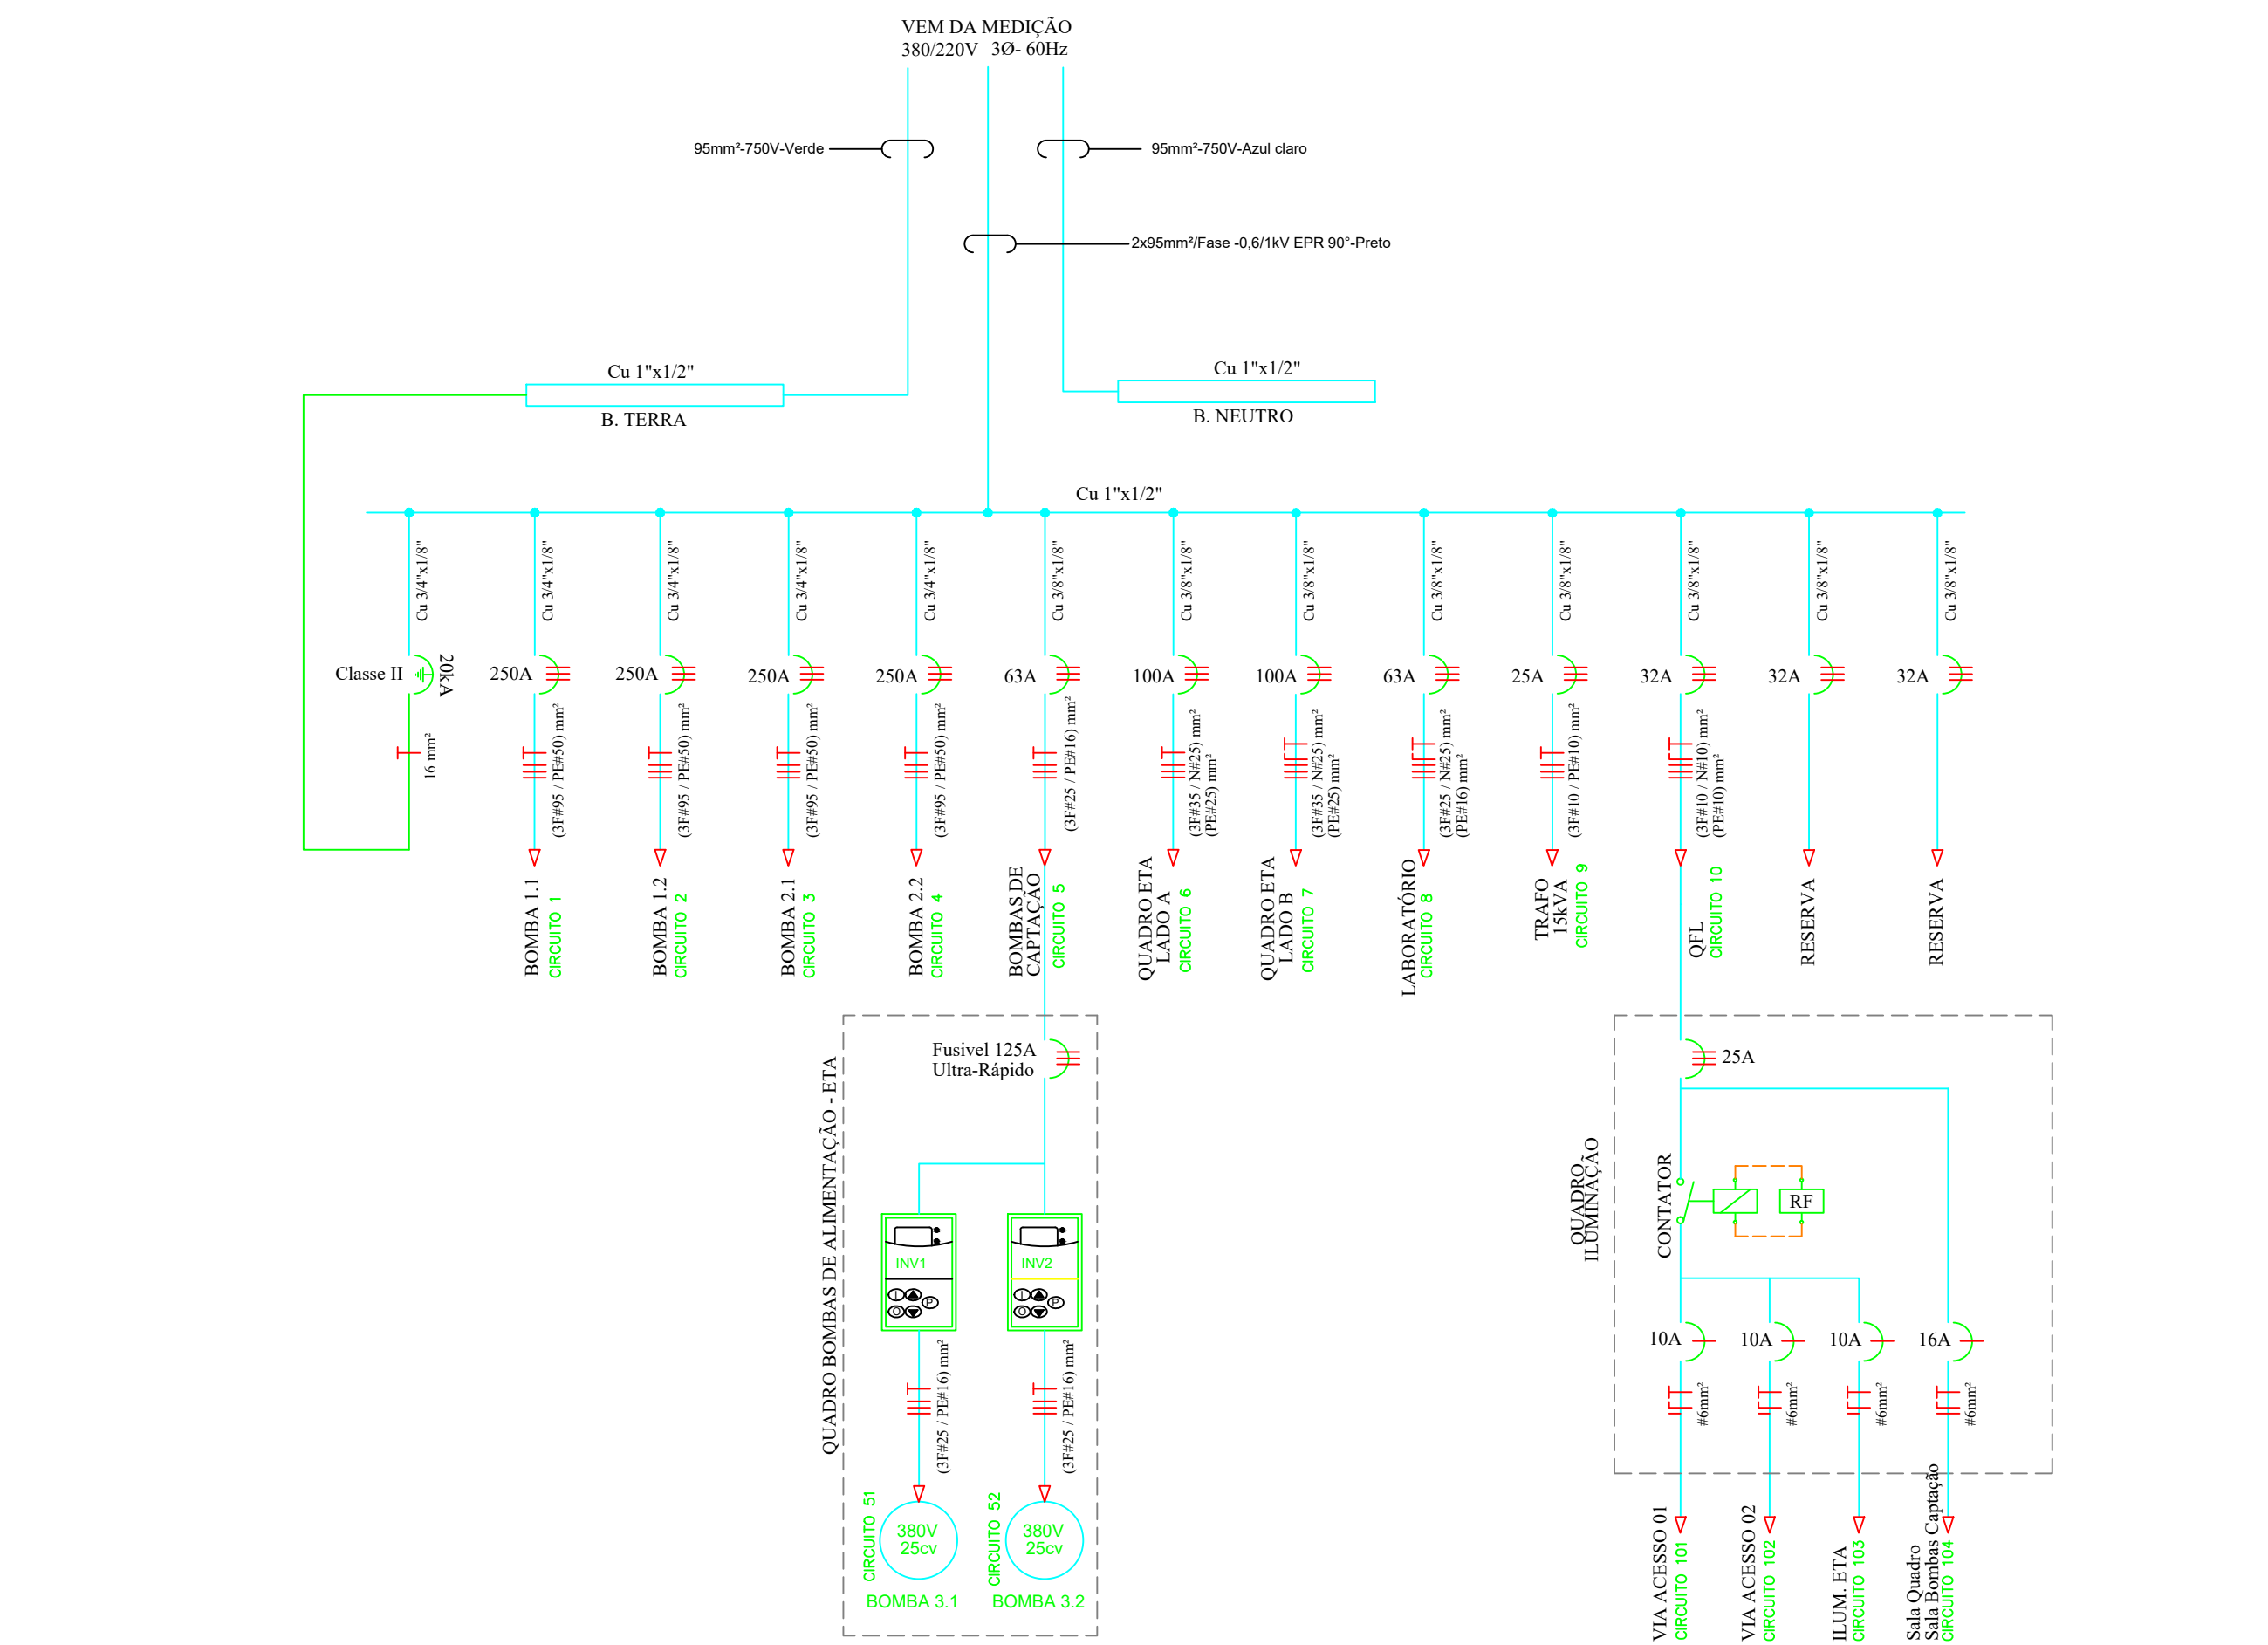 VEM DA MEDIÇÃO
380/220V 3Ø- 60Hz
95mm²-750V-Verde
95mm²-750V-Azul claro
2x95mm²/Fase -0,6/1kV EPR 90°-Preto
Cu 1"x1/2"
B. TERRA
Cu 1"x1/2"
B. NEUTRO
Cu 1"x1/2"
Cu 3/4"x1/8"
Cu 3/4"x1/8"
Cu 3/4"x1/8"
Cu 3/4"x1/8"
Cu 3/4"x1/8"
Cu 3/8"x1/8"
Cu 3/8"x1/8"
Cu 3/8"x1/8"
Cu 3/8"x1/8"
Cu 3/8"x1/8"
Cu 3/8"x1/8"
Cu 3/8"x1/8"
Cu 3/8"x1/8"
Classe II
20kA
250A
250A
250A
250A
63A
100A
100A
63A
25A
32A
32A
32A
16 mm²
(3F#95 / PE#50) mm²
(3F#95 / PE#50) mm²
(3F#95 / PE#50) mm²
(3F#95 / PE#50) mm²
(3F#25 / PE#16) mm²
(3F#35 / N#25) mm²
(PE#25) mm²
(3F#35 / N#25) mm²
(PE#25) mm²
(3F#25 / N#25) mm²
(PE#16) mm²
(3F#10 / PE#10) mm²
(3F#10 / N#10) mm²
(PE#10) mm²
BOMBA 1.1
CIRCUITO 1
BOMBA 1.2
CIRCUITO 2
BOMBA 2.1
CIRCUITO 3
BOMBA 2.2
CIRCUITO 4
BOMBAS DE
CAPTAÇÃO
CIRCUITO 5
QUADRO ETA
LADO A
CIRCUITO 6
QUADRO ETA
LADO B
CIRCUITO 7
LABORATÓRIO
CIRCUITO 8
TRAFO
15kVA
CIRCUITO 9
QFL
CIRCUITO 10
RESERVA
RESERVA
QUADRO BOMBAS DE ALIMENTAÇÃO - ETA
Fusivel 125A
Ultra-Rápido
INV1
I
O
P
INV2
I
O
P
(3F#25 / PE#16) mm²
(3F#25 / PE#16) mm²
CIRCUITO 51
380V
25cv
BOMBA 3.1
CIRCUITO 52
380V
25cv
BOMBA 3.2
QUADRO
ILUMINAÇÃO
25A
CONTATOR
RF
10A
10A
10A
16A
#6mm²
#6mm²
#6mm²
#6mm²
VIA ACESSO 01
CIRCUITO 101
VIA ACESSO 02
CIRCUITO 102
ILUM. ETA
CIRCUITO 103
Sala Quadro
Sala Bombas Captação
CIRCUITO 104